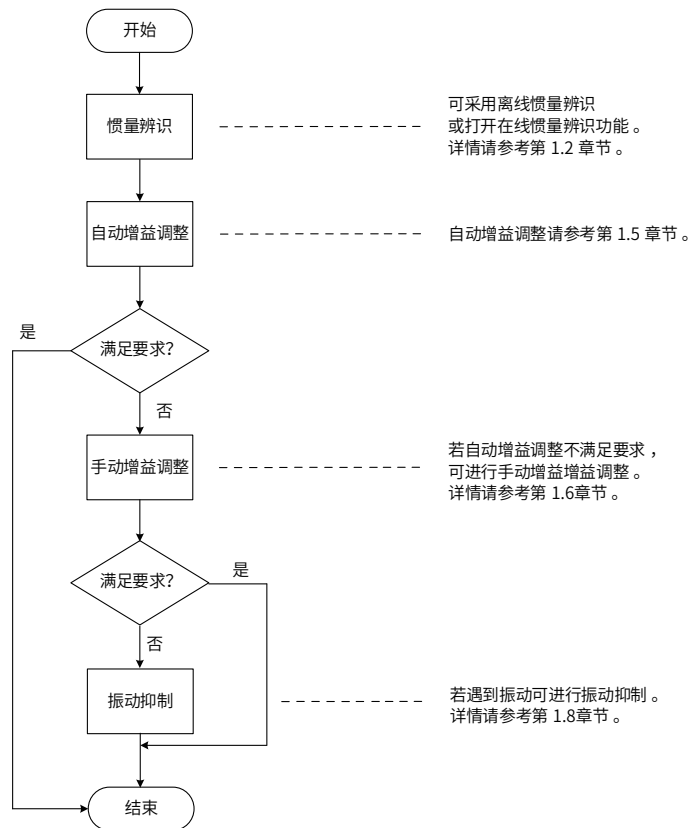 开始
惯量辨识
可采用离线惯量辨识
或打开在线惯量辨识功能。
详情请参考第 1.2 章节。
自动增益调整
自动增益调整请参考第 1.5 章节。
是
满足要求?
否
手动增益调整
若自动增益调整不满足要求，
可进行手动增益增益调整。
详情请参考第 1.6章节。
满足要求?
是
否
振动抑制
若遇到振动可进行振动抑制。
详情请参考第 1.8章节。
结束